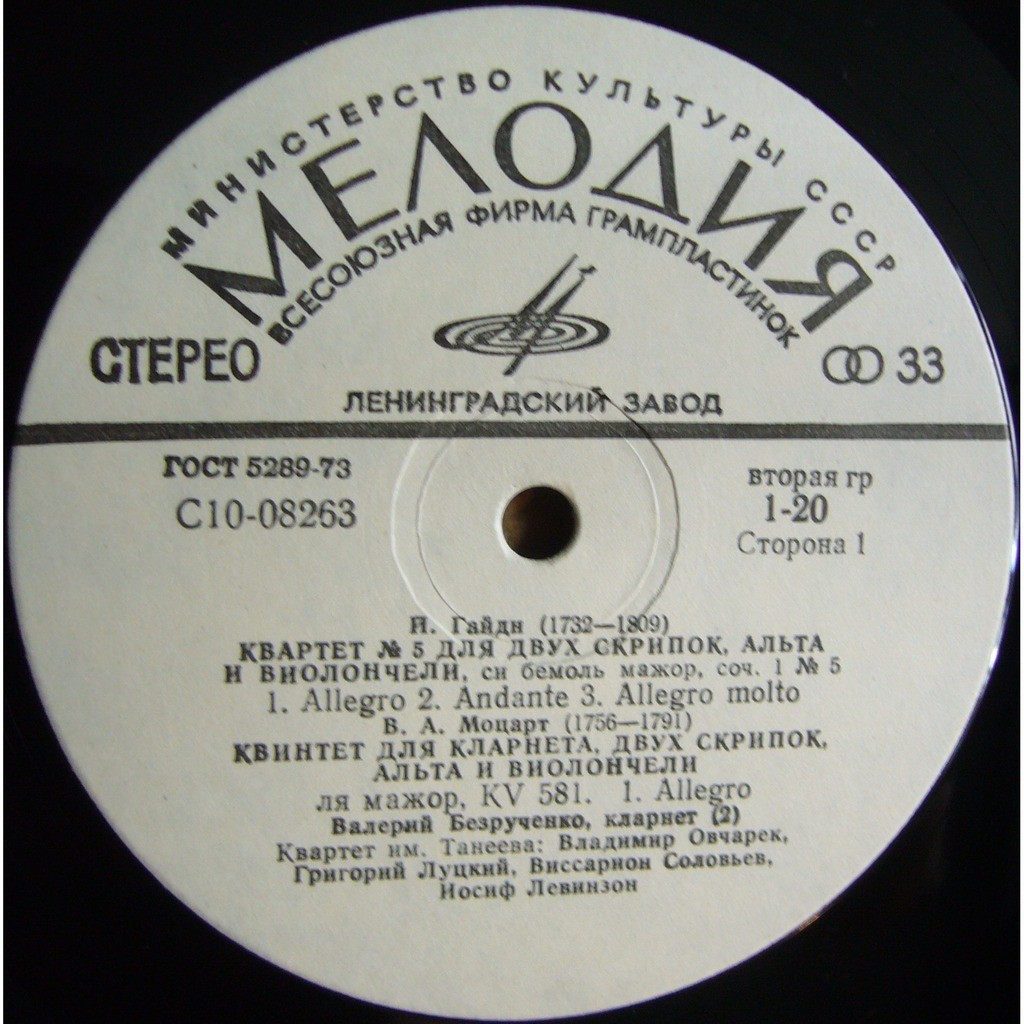 МИНИСТЕРСТВО КУЛЬТУРЫ СССР
МЕЛОДИЯ
ВСЕСОЮЗНАЯ ФИРМА ГРАМПЛАСТИНОК
СТЕРЕО
33
ЛЕНИНГРАДСКИЙ ЗАВОД
ГОСТ 5289-73
С10-08263
вторая гр
1-20
Сторона 1
Й. Гайдн (1732—1809)
КВАРТЕТ № 5 ДЛЯ ДВУХ СКРИПОК, АЛЬТА
И ВИОЛОНЧЕЛИ, си бемоль мажор, соч. 1 № 5
1. Allegro 2. Andante 3. Allegro molto
В. А. Моцарт (1756—1791)
КВИНТЕТ ДЛЯ КЛАРНЕТА, ДВУХ СКРИПОК,
АЛЬТА И ВИОЛОНЧЕЛИ
ля мажор, KV 581. 1. Allegro
Валерий Безрученко, кларнет (2)
Квартет им. Танеева: Владимир Овчарек,
Григорий Луцкий, Виссарион Соловьев,
Иосиф Левинзон